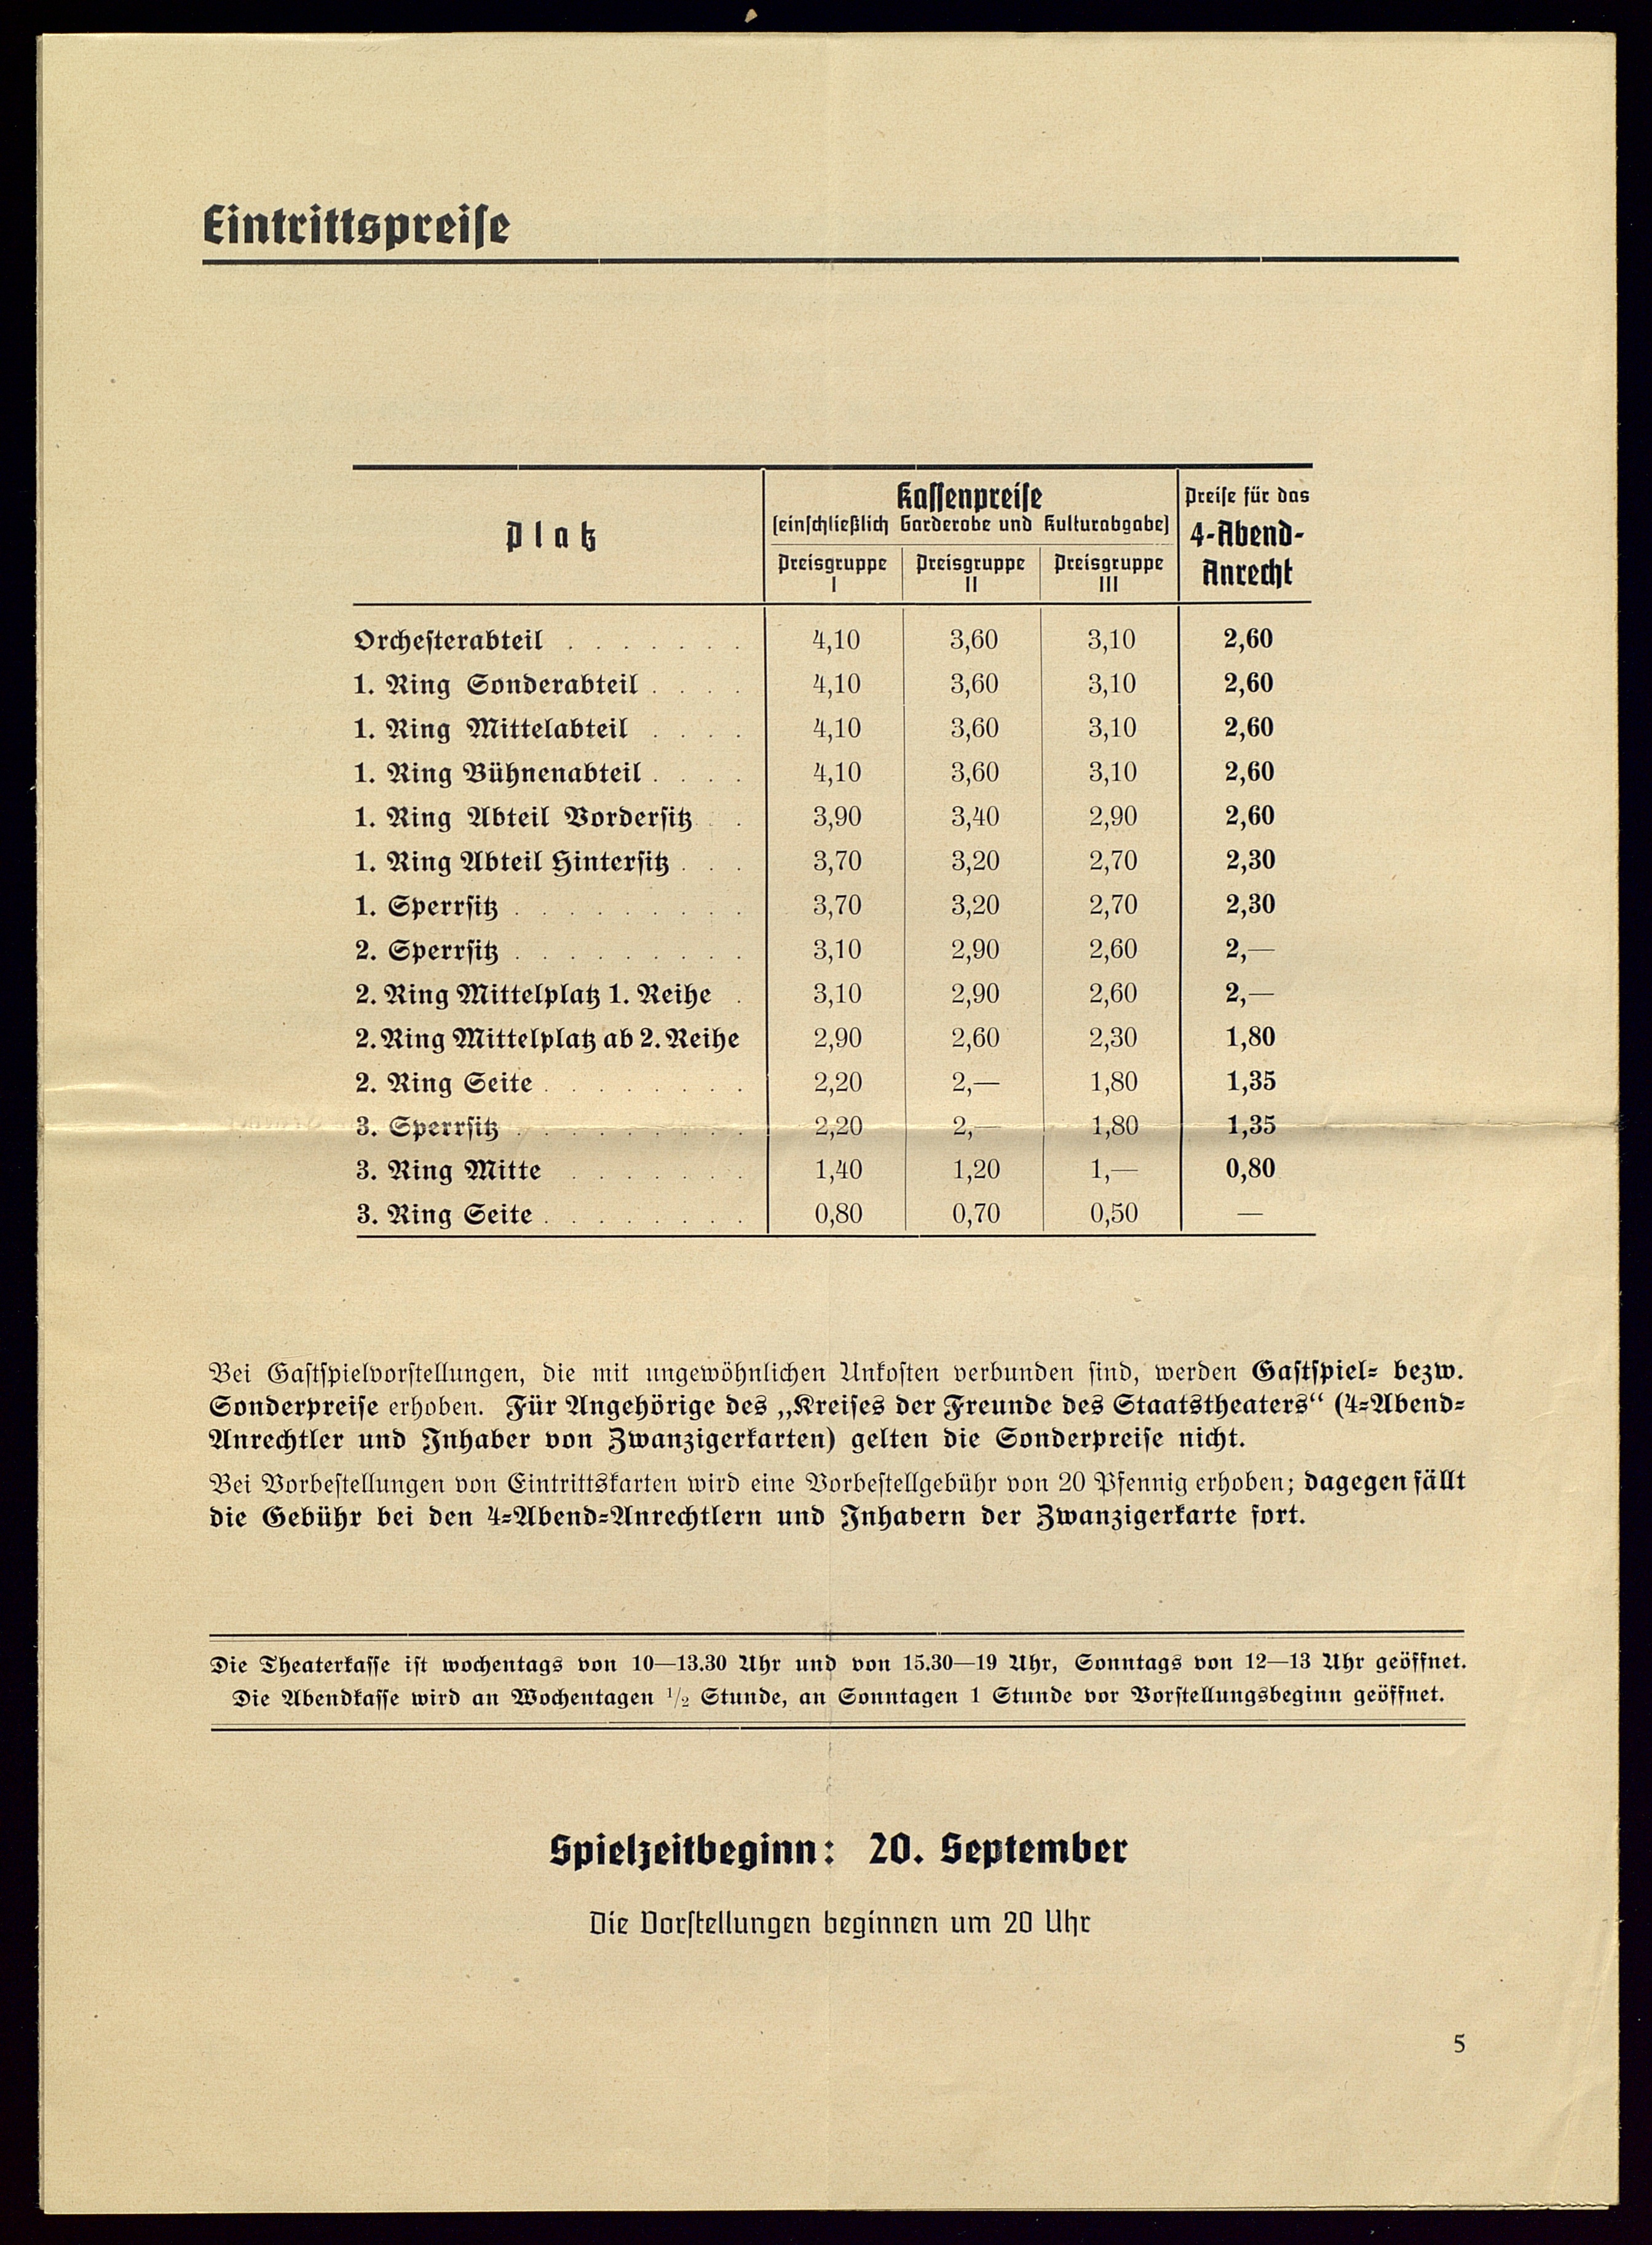 Eintrittspreise
Platz
Kassenpreise
(einschließlich Garderobe und Kulturabgabe)
Preisgruppe I
Preisgruppe II
Preisgruppe III
Preise für das
4-Abend-
Anrecht
Orchesterabteil . . . . . . . 4,10 3,60 3,10 2,60
1. Ring Sonderabteil . . . . 4,10 3,60 3,10 2,60
1. Ring Mittelabteil . . . . 4,10 3,60 3,10 2,60
1. Ring Bühnenabteil . . . . 4,10 3,60 3,10 2,60
1. Ring Abteil Vordersitz . . 3,90 3,40 2,90 2,60
1. Ring Abteil Hintersitz . . . 3,70 3,20 2,70 2,30
1. Sperrsitz . . . . . . . . . 3,70 3,20 2,70 2,30
2. Sperrsitz . . . . . . . . . 3,10 2,90 2,60 2,—
2. Ring Mittelplatz 1. Reihe . 3,10 2,90 2,60 2,—
2. Ring Mittelplatz ab 2. Reihe 2,90 2,60 2,30 1,80
2. Ring Seite . . . . . . . . 2,20 2,— 1,80 1,35
3. Sperrsitz . . . . . . . . . 2,20 2,— 1,80 1,35
3. Ring Mitte . . . . . . . 1,40 1,20 1,— 0,80
3. Ring Seite . . . . . . . . 0,80 0,70 0,50 —
Bei Gastspielvorstellungen, die mit ungewöhnlichen Unkosten verbunden sind, werden Gastspiel- bezw.
Sonderpreise erhoben. Für Angehörige des „Kreises der Freunde des Staatstheaters“ (4-Abend-
Anrechtler und Inhaber von Zwanzigerkarten) gelten die Sonderpreise nicht.
Bei Vorbestellungen von Eintrittskarten wird eine Vorbestellgebühr von 20 Pfennig erhoben; dagegen fällt
die Gebühr bei den 4-Abend-Anrechtlern und Inhabern der Zwanzigerkarte fort.
Die Theaterkasse ist wochentags von 10—13.30 Uhr und von 15.30—19 Uhr, Sonntags von 12—13 Uhr geöffnet.
Die Abendkasse wird an Wochentagen 1/2 Stunde, an Sonntagen 1 Stunde vor Vorstellungsbeginn geöffnet.
Spielzeitbeginn: 20. September
Die Vorstellungen beginnen um 20 Uhr
5